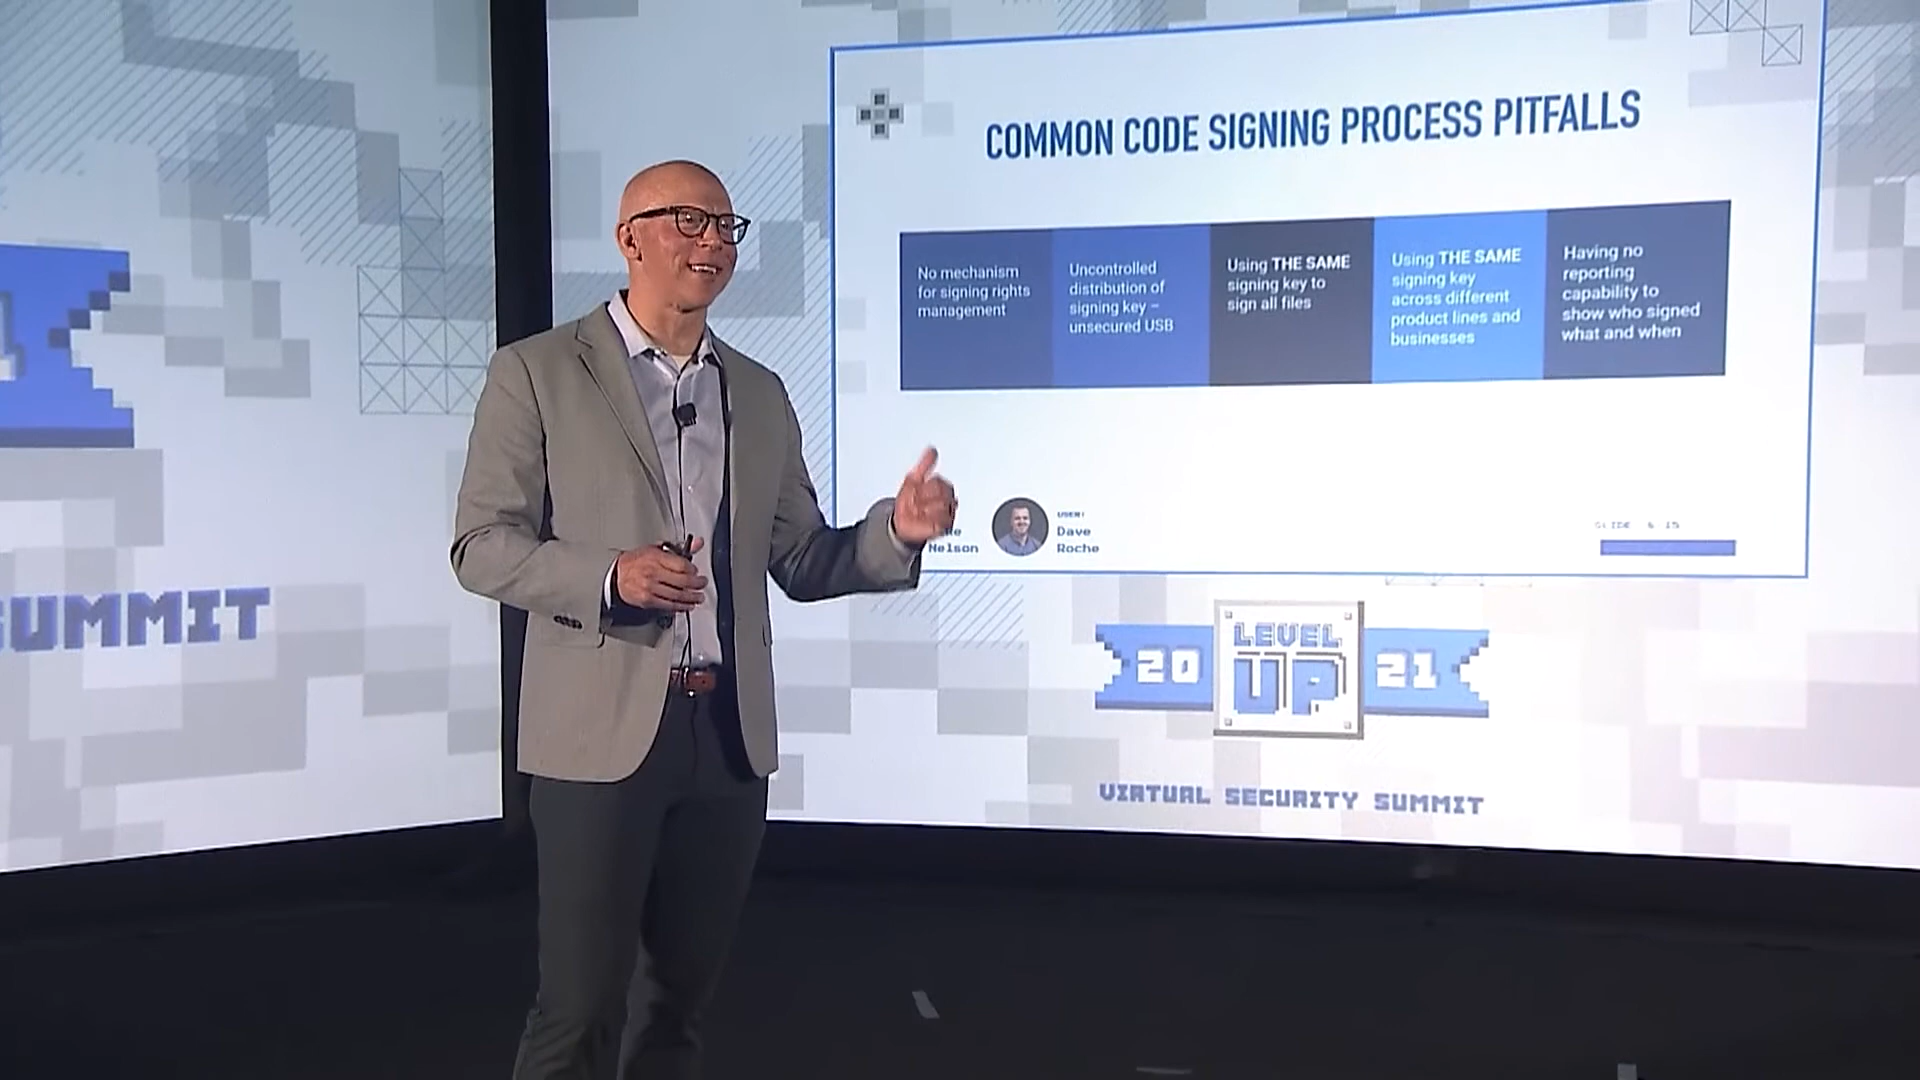 COMMON CODE SIGNING PROCESS PITFALLS
No mechanism
for signing rights
management
Uncontrolled
distribution of
signing key –
unsecured USB
Using THE SAME
signing key to
sign all files
Using THE SAME
signing key
across different
product lines and
businesses
Having no
reporting
capability to
show who signed
what and when
Nelson
USER:
Dave
Roche
SUMMIT
LEVEL
20 UP 21
VIRTUAL SECURITY SUMMIT